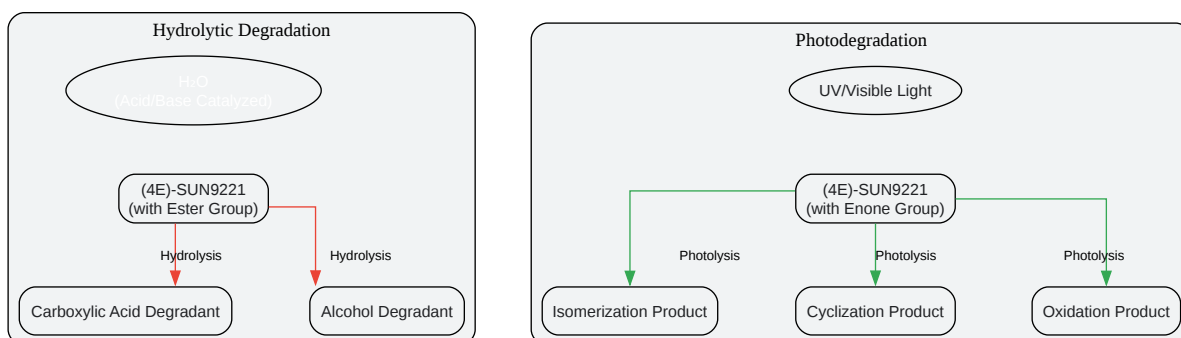 Hydrolytic Degradation
H₂O
(Acid/Base Catalyzed)
(4E)-SUN9221
(with Ester Group)
Hydrolysis
Hydrolysis
Carboxylic Acid Degradant
Alcohol Degradant
Photodegradation
UV/Visible Light
(4E)-SUN9221
(with Enone Group)
Photolysis
Photolysis
Photolysis
Isomerization Product
Cyclization Product
Oxidation Product